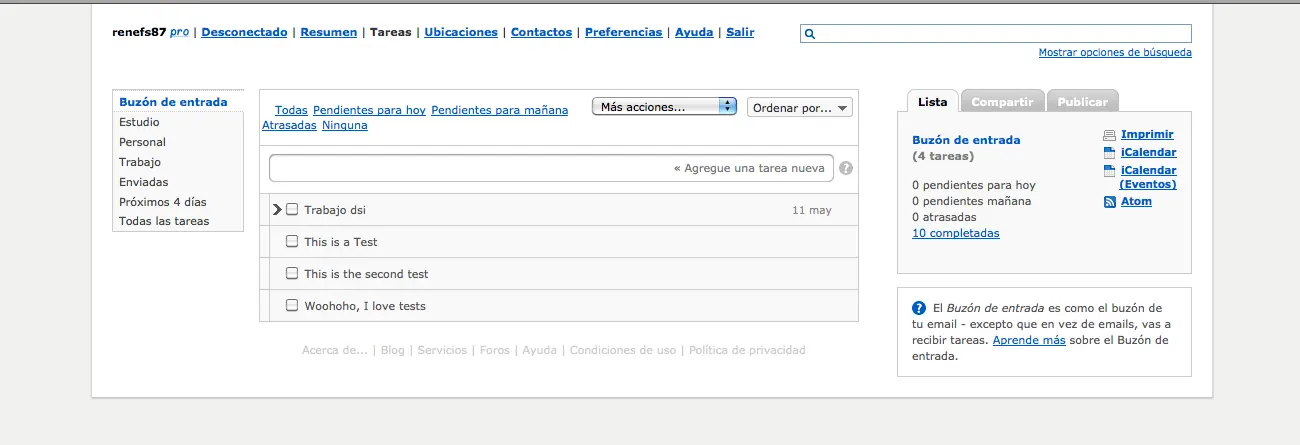 renefs87 pro | Desconectado | Resumen | Tareas | Ubicaciones | Contactos | Preferencias | Ayuda | Salir
Mostrar opciones de búsqueda
Buzón de entrada
Estudio
Personal
Trabajo
Enviadas
Próximos 4 días
Todas las tareas
Todas Pendientes para hoy Pendientes para mañana
Atrasadas Ninguna
Más acciones...
Ordenar por...
« Agregue una tarea nueva ?
Trabajo dsi 11 may
This is a Test
This is the second test
Woohoho, I love tests
Acerca de... | Blog | Servicios | Foros | Ayuda | Condiciones de uso | Política de privacidad
Lista Compartir Publicar
Buzón de entrada
(4 tareas)
0 pendientes para hoy
0 pendientes mañana
0 atrasadas
10 completadas
Imprimir
iCalendar
iCalendar
(Eventos)
Atom
? El Buzón de entrada es como el buzón de
tu email - excepto que en vez de emails, vas a
recibir tareas. Aprende más sobre el Buzón de
entrada.